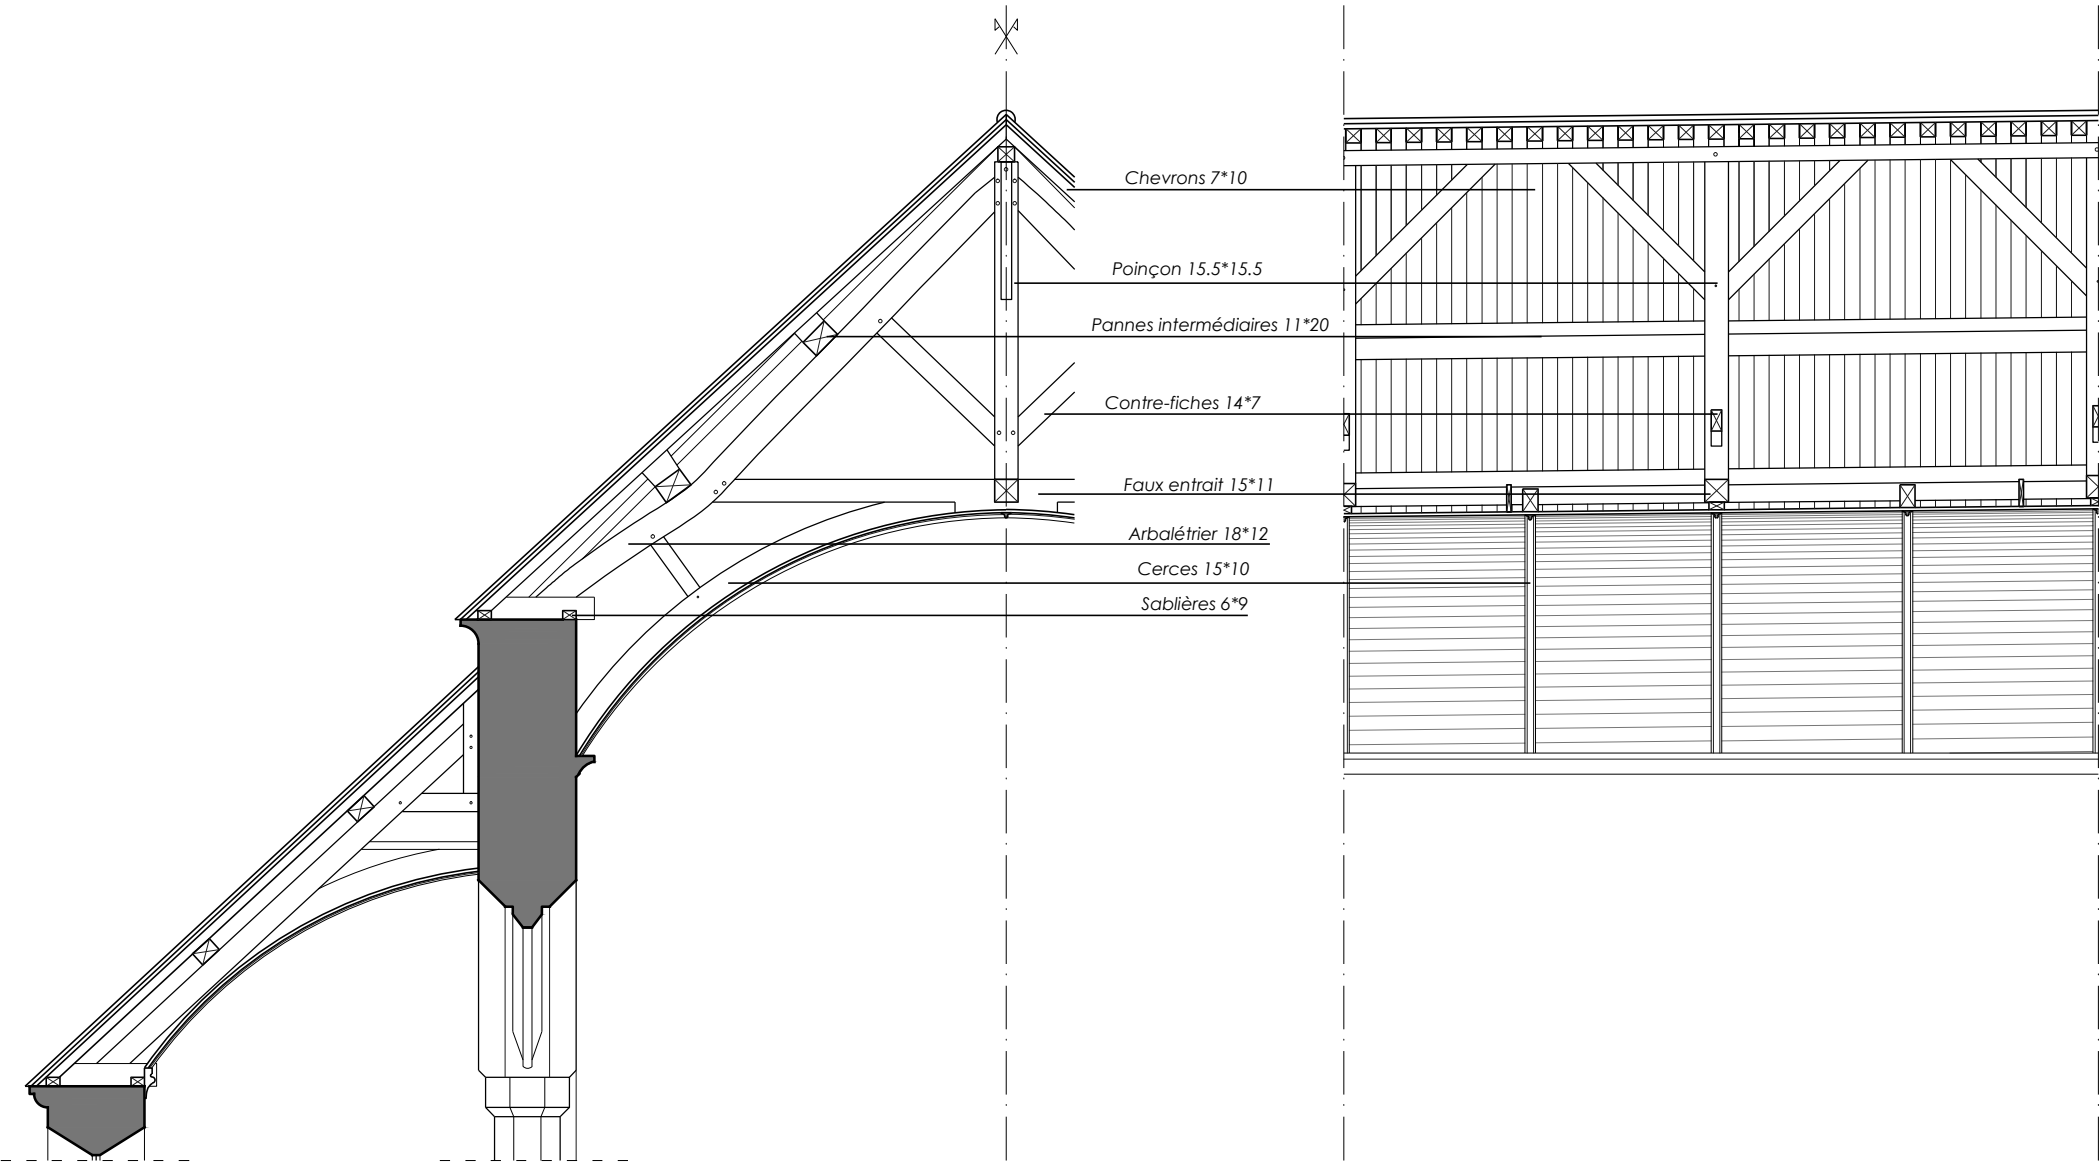 Chevrons 7*10
Poinçon 15.5*15.5
Pannes intermédiaires 11*20
Contre-fiches 14*7
Faux entrait 15*11
Arbalétrier 18*12
Cerces 15*10
Sablières 6*9